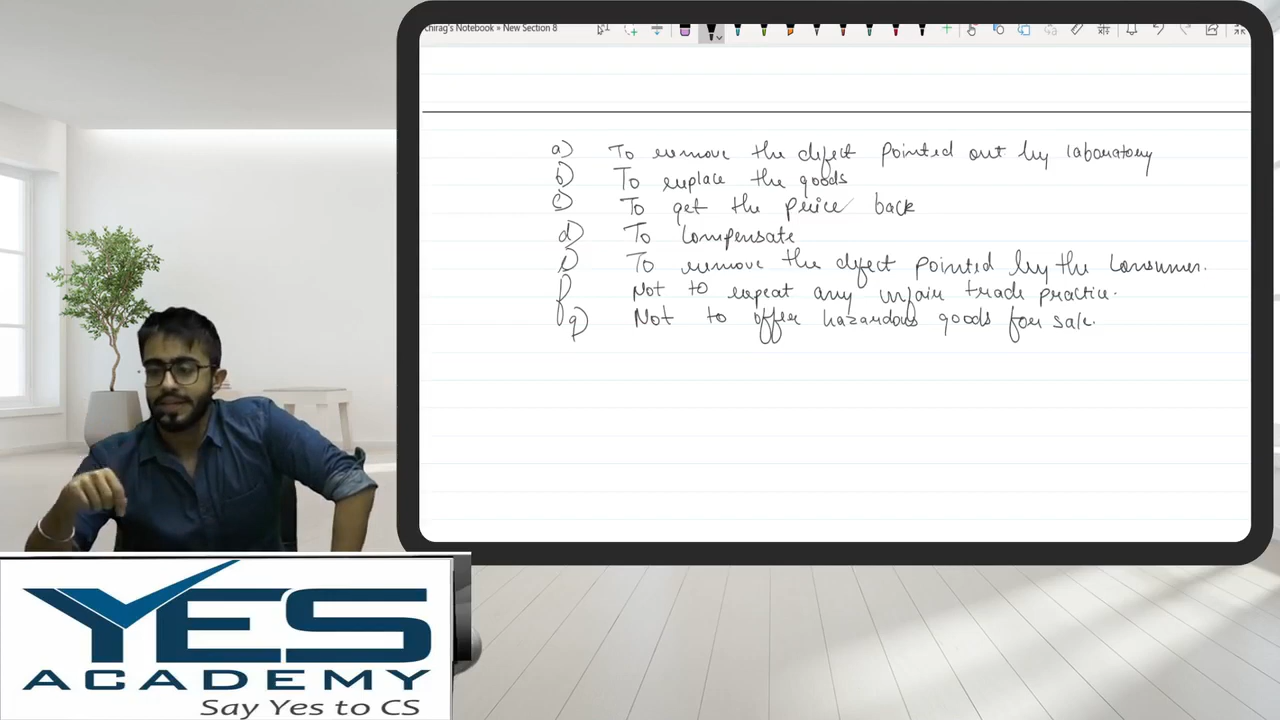 chirag's Notebook » New Section 8
a) To remove the defect pointed out by laboratory
b) To replace the goods
c) To get the price back
d) To compensate
e) To remove the defect pointed by the consumer.
f Not to repeat any unfair trade practice.
g) Not to offer hazardous goods for sale.
YES
ACADEMY
Say Yes to CS